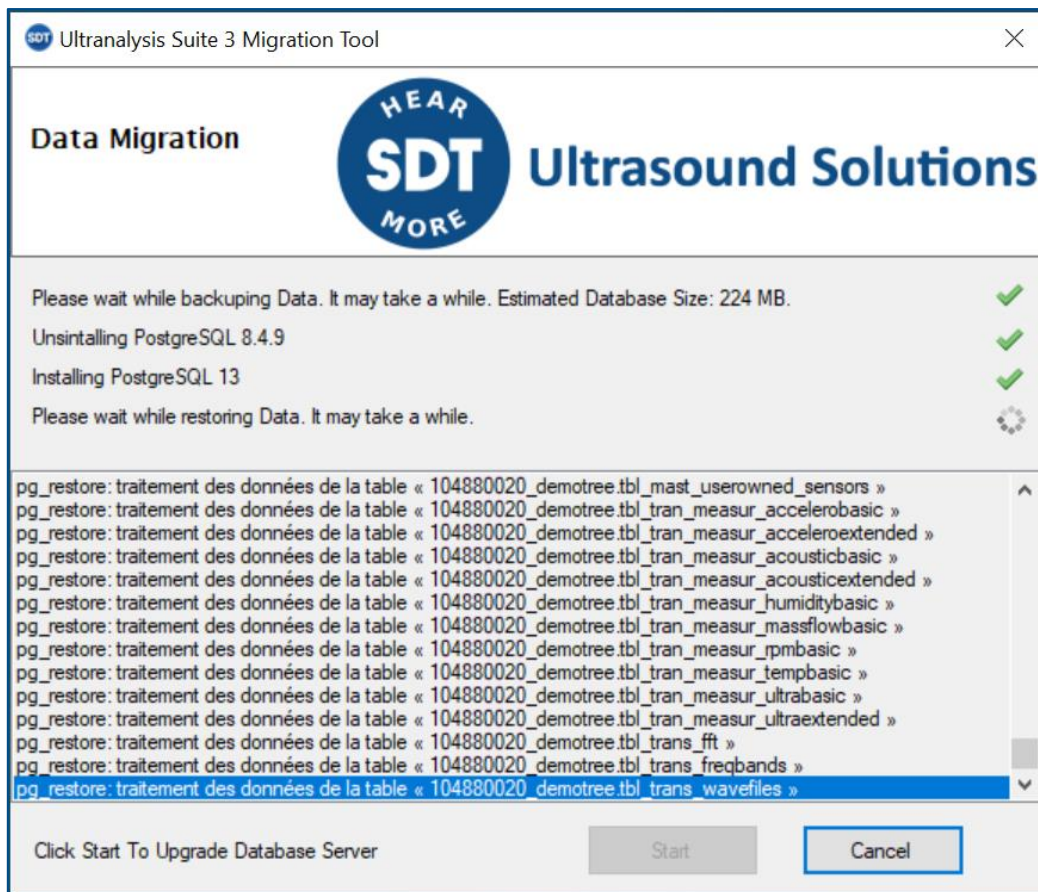 SDT Ultranalysis Suite 3 Migration Tool
Data Migration
HEAR
SDT
MORE
Ultrasound Solutions
Please wait while backuping Data. It may take a while. Estimated Database Size: 224 MB.
Unsintalling PostgreSQL 8.4.9
Installing PostgreSQL 13
Please wait while restoring Data. It may take a while.
pg_restore: traitement des données de la table « 104880020_demotree.tbl_mast_userowned_sensors »
pg_restore: traitement des données de la table « 104880020_demotree.tbl_tran_measur_accelerobasic »
pg_restore: traitement des données de la table « 104880020_demotree.tbl_tran_measur_acceleroextended »
pg_restore: traitement des données de la table « 104880020_demotree.tbl_tran_measur_acousticbasic »
pg_restore: traitement des données de la table « 104880020_demotree.tbl_tran_measur_acousticextended »
pg_restore: traitement des données de la table « 104880020_demotree.tbl_tran_measur_humiditybasic »
pg_restore: traitement des données de la table « 104880020_demotree.tbl_tran_measur_massflowbasic »
pg_restore: traitement des données de la table « 104880020_demotree.tbl_tran_measur_rpmbasic »
pg_restore: traitement des données de la table « 104880020_demotree.tbl_tran_measur_tempbasic »
pg_restore: traitement des données de la table « 104880020_demotree.tbl_tran_measur_ultrabasic »
pg_restore: traitement des données de la table « 104880020_demotree.tbl_tran_measur_ultraextended »
pg_restore: traitement des données de la table « 104880020_demotree.tbl_trans_fft »
pg_restore: traitement des données de la table « 104880020_demotree.tbl_trans_freqbands »
pg_restore: traitement des données de la table « 104880020_demotree.tbl_trans_wavefiles »
Click Start To Upgrade Database Server
Start
Cancel